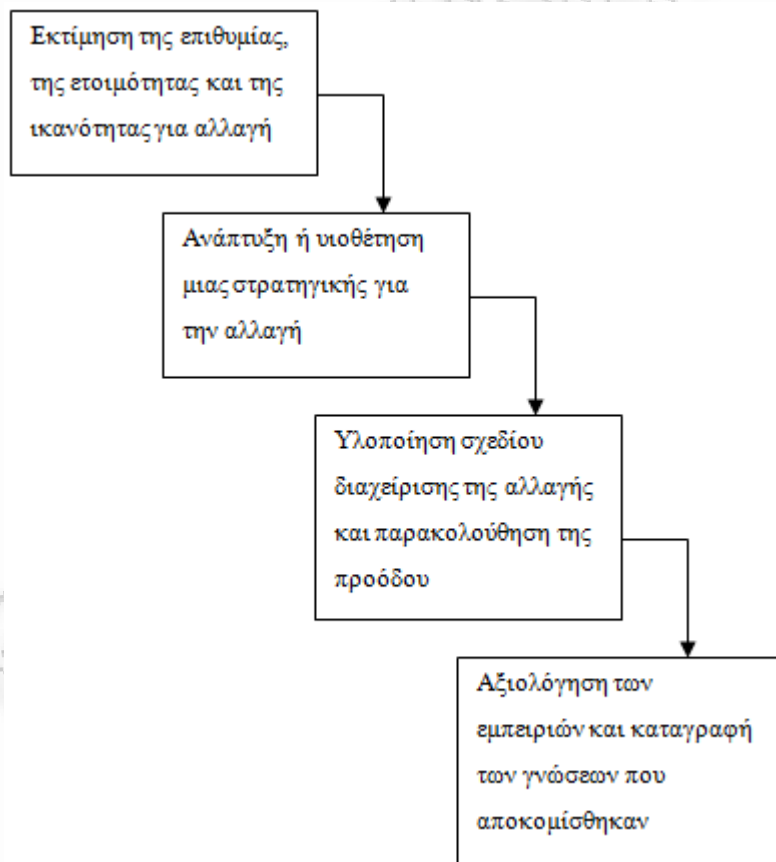 Εκτίμηση της επιθυμίας,
της ετοιμότητας και της
ικανότητας για αλλαγή
Ανάπτυξη ή υιοθέτηση
μιας στρατηγικής για
την αλλαγή
Υλοποίηση σχεδίου
διαχείρισης της αλλαγής
και παρακολούθηση της
προόδου
Αξιολόγηση των
εμπειριών και καταγραφή
των γνώσεων που
αποκομίσθηκαν